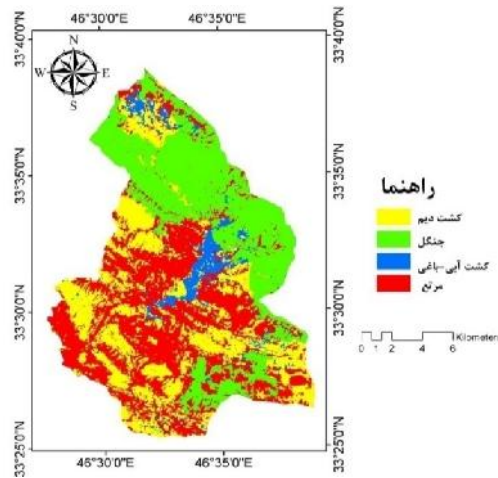 46°30'0"E 46°35'0"E
N
W E
S
33°40'0"N 33°40'0"N
33°35'0"N 33°35'0"N
33°30'0"N 33°30'0"N
33°25'0"N 33°25'0"N
46°30'0"E 46°35'0"E
راهنما
کشت دیم
جنگل
کشت آبی-باغی
مرتع
0 1 2 4 6 Kilometers